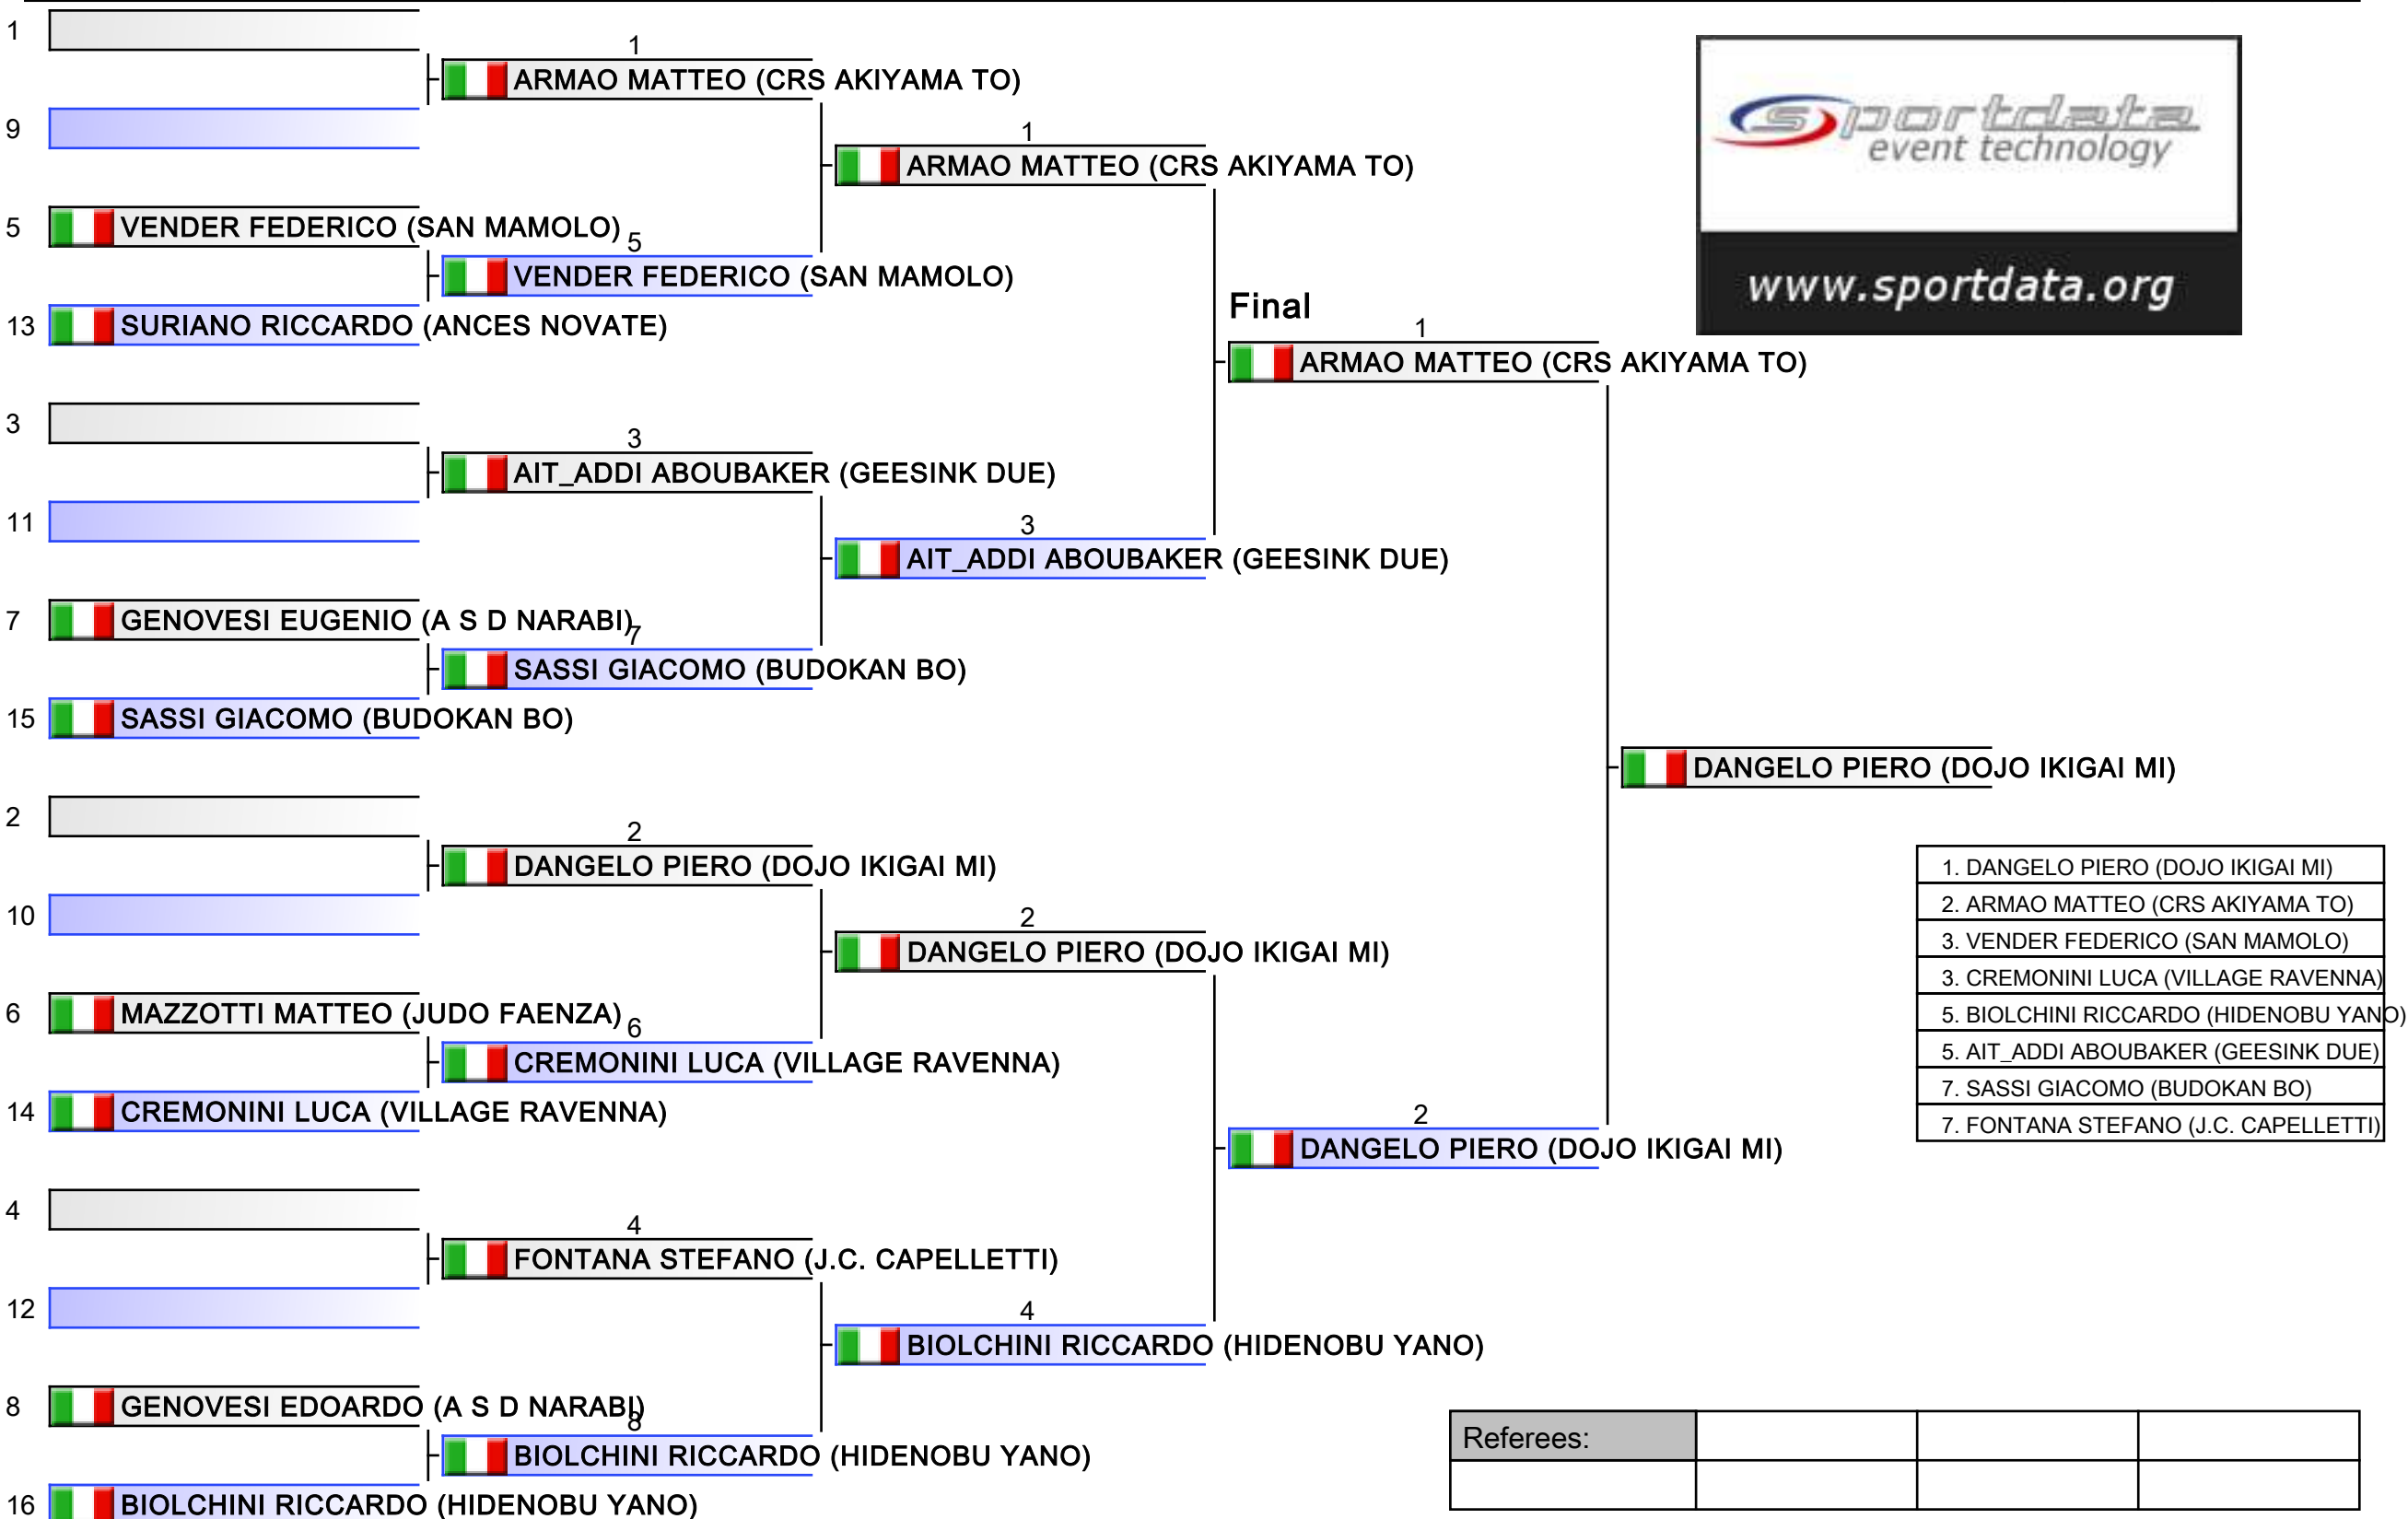 1
1
ARMAO MATTEO (CRS AKIYAMA TO)
9
1
ARMAO MATTEO (CRS AKIYAMA TO)
5
VENDER FEDERICO (SAN MAMOLO)
5
VENDER FEDERICO (SAN MAMOLO)
13
SURIANO RICCARDO (ANCES NOVATE)
sportdata
event technology
www.sportdata.org
Final
1
ARMAO MATTEO (CRS AKIYAMA TO)
3
3
AIT_ADDI ABOUBAKER (GEESINK DUE)
11
3
AIT_ADDI ABOUBAKER (GEESINK DUE)
7
GENOVESI EUGENIO (A S D NARABI)
7
SASSI GIACOMO (BUDOKAN BO)
15
SASSI GIACOMO (BUDOKAN BO)
DANGELO PIERO (DOJO IKIGAI MI)
2
2
DANGELO PIERO (DOJO IKIGAI MI)
10
2
DANGELO PIERO (DOJO IKIGAI MI)
6
MAZZOTTI MATTEO (JUDO FAENZA)
6
CREMONINI LUCA (VILLAGE RAVENNA)
14
CREMONINI LUCA (VILLAGE RAVENNA)
2
DANGELO PIERO (DOJO IKIGAI MI)
1. DANGELO PIERO (DOJO IKIGAI MI)
2. ARMAO MATTEO (CRS AKIYAMA TO)
3. VENDER FEDERICO (SAN MAMOLO)
3. CREMONINI LUCA (VILLAGE RAVENNA)
5. BIOLCHINI RICCARDO (HIDENOBU YANO)
5. AIT_ADDI ABOUBAKER (GEESINK DUE)
7. SASSI GIACOMO (BUDOKAN BO)
7. FONTANA STEFANO (J.C. CAPELLETTI)
4
4
FONTANA STEFANO (J.C. CAPELLETTI)
12
4
BIOLCHINI RICCARDO (HIDENOBU YANO)
8
GENOVESI EDOARDO (A S D NARABI)
8
BIOLCHINI RICCARDO (HIDENOBU YANO)
16
BIOLCHINI RICCARDO (HIDENOBU YANO)
Referees: